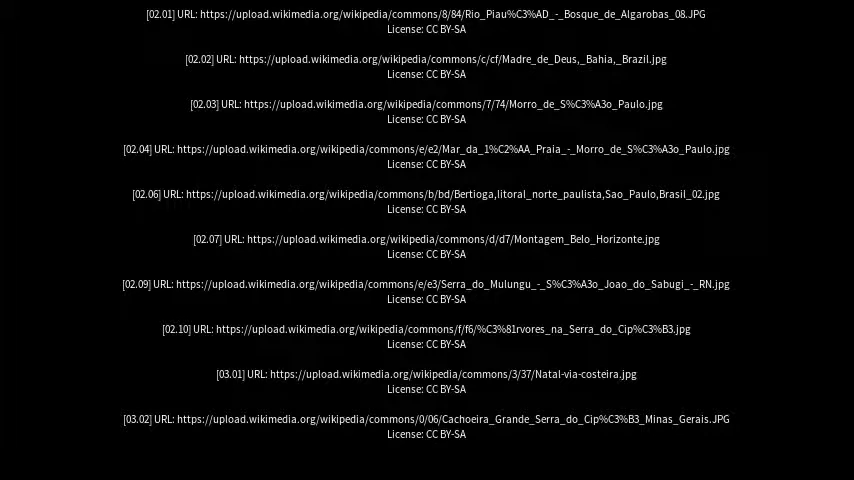 [02.01] URL: https://upload.wikimedia.org/wikipedia/commons/8/84/Rio_Piau%C3%AD_-_Bosque_de_Algarobas_08.JPG
License: CC BY-SA
[02.02] URL: https://upload.wikimedia.org/wikipedia/commons/c/cf/Madre_de_Deus,_Bahia,_Brazil.jpg
License: CC BY-SA
[02.03] URL: https://upload.wikimedia.org/wikipedia/commons/7/74/Morro_de_S%C3%A3o_Paulo.jpg
License: CC BY-SA
[02.04] URL: https://upload.wikimedia.org/wikipedia/commons/e/e2/Mar_da_1%C2%AA_Praia_-_Morro_de_S%C3%A3o_Paulo.jpg
License: CC BY-SA
[02.06] URL: https://upload.wikimedia.org/wikipedia/commons/b/bd/Bertioga,litoral_norte_paulista,Sao_Paulo,Brasil_02.jpg
License: CC BY-SA
[02.07] URL: https://upload.wikimedia.org/wikipedia/commons/d/d7/Montagem_Belo_Horizonte.jpg
License: CC BY-SA
[02.09] URL: https://upload.wikimedia.org/wikipedia/commons/e/e3/Serra_do_Mulungu_-_S%C3%A3o_Joao_do_Sabugi_-_RN.jpg
License: CC BY-SA
[02.10] URL: https://upload.wikimedia.org/wikipedia/commons/f/f6/%C3%81rvores_na_Serra_do_Cip%C3%B3.jpg
License: CC BY-SA
[03.01] URL: https://upload.wikimedia.org/wikipedia/commons/3/37/Natal-via-costeira.jpg
License: CC BY-SA
[03.02] URL: https://upload.wikimedia.org/wikipedia/commons/0/06/Cachoeira_Grande_Serra_do_Cip%C3%B3_Minas_Gerais.JPG
License: CC BY-SA